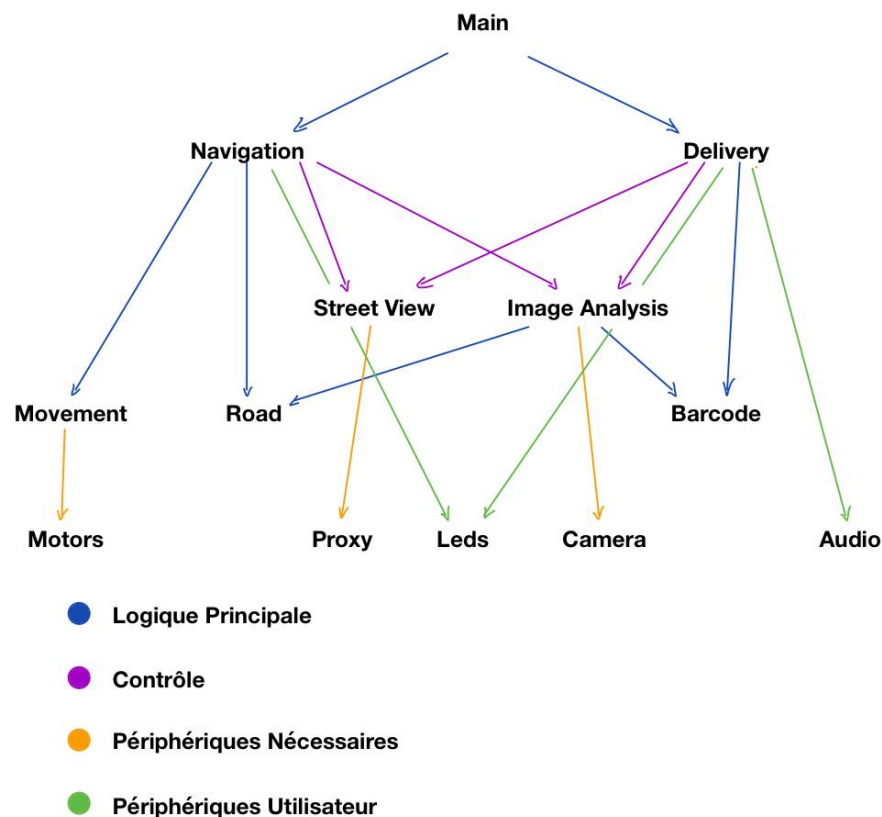 Main
Navigation
Delivery
Street View
Image Analysis
Movement
Road
Barcode
Motors
Proxy
Leds
Camera
Audio
Logique Principale
Contrôle
Périphériques Nécessaires
Périphériques Utilisateur